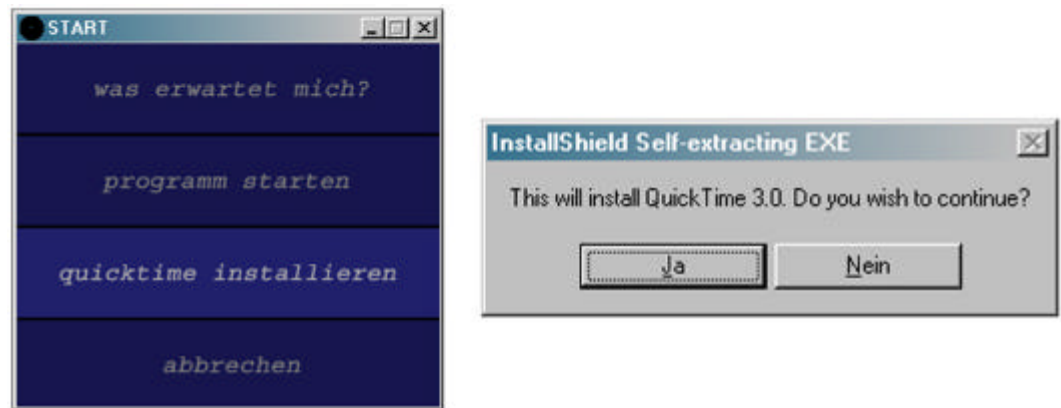 START
was erwartet mich?
programm starten
quicktime installieren
abbrechen
InstallShield Self-extracting EXE
This will install QuickTime 3.0. Do you wish to continue?
Ja
Nein